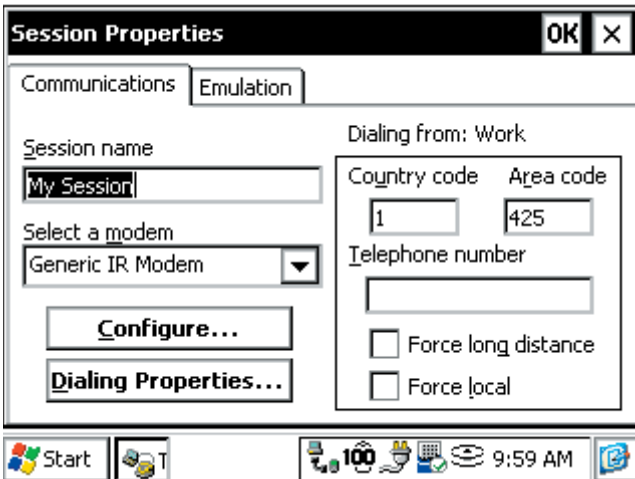 Session Properties OK ×
Communications Emulation
Dialing from: Work
Session name
My Session
Country code Area code
1 425
Select a modem
Generic IR Modem
Telephone number
Configure...
Force long distance
Dialing Properties...
Force local
Start T 100 9:59 AM